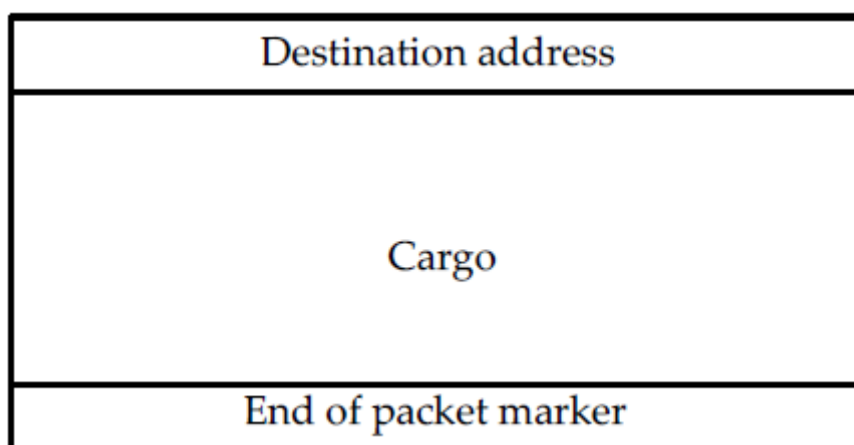 Destination address
Cargo
End of packet marker